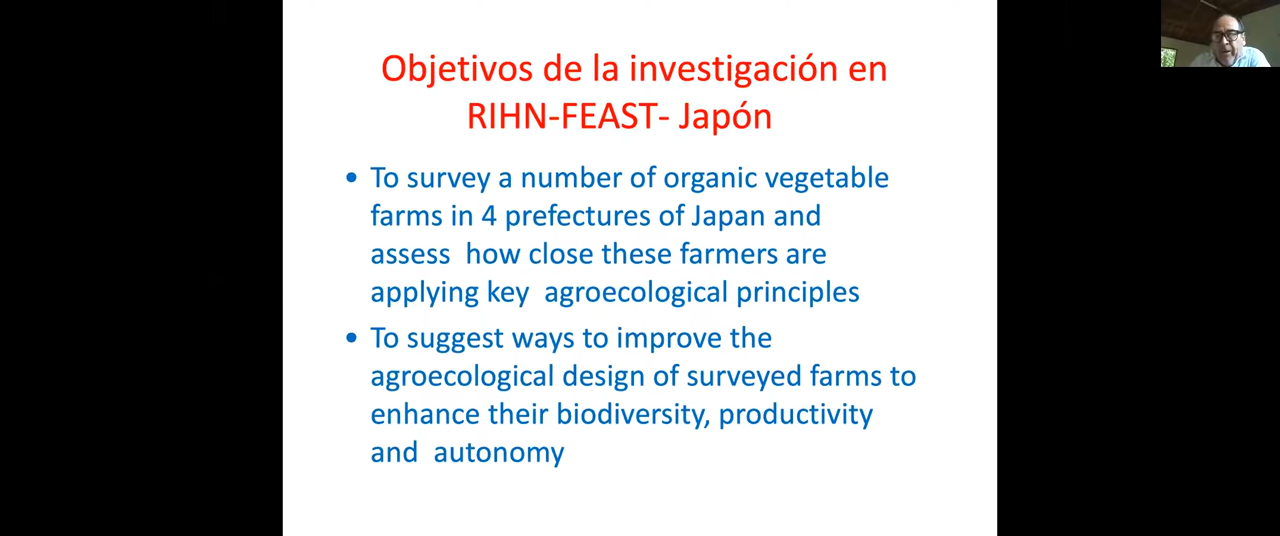 Objetivos de la investigación en
RIHN-FEAST- Japón
• To survey a number of organic vegetable
farms in 4 prefectures of Japan and
assess  how close these farmers are
applying key  agroecological principles
• To suggest ways to improve the
agroecological design of surveyed farms to
enhance their biodiversity, productivity
and  autonomy